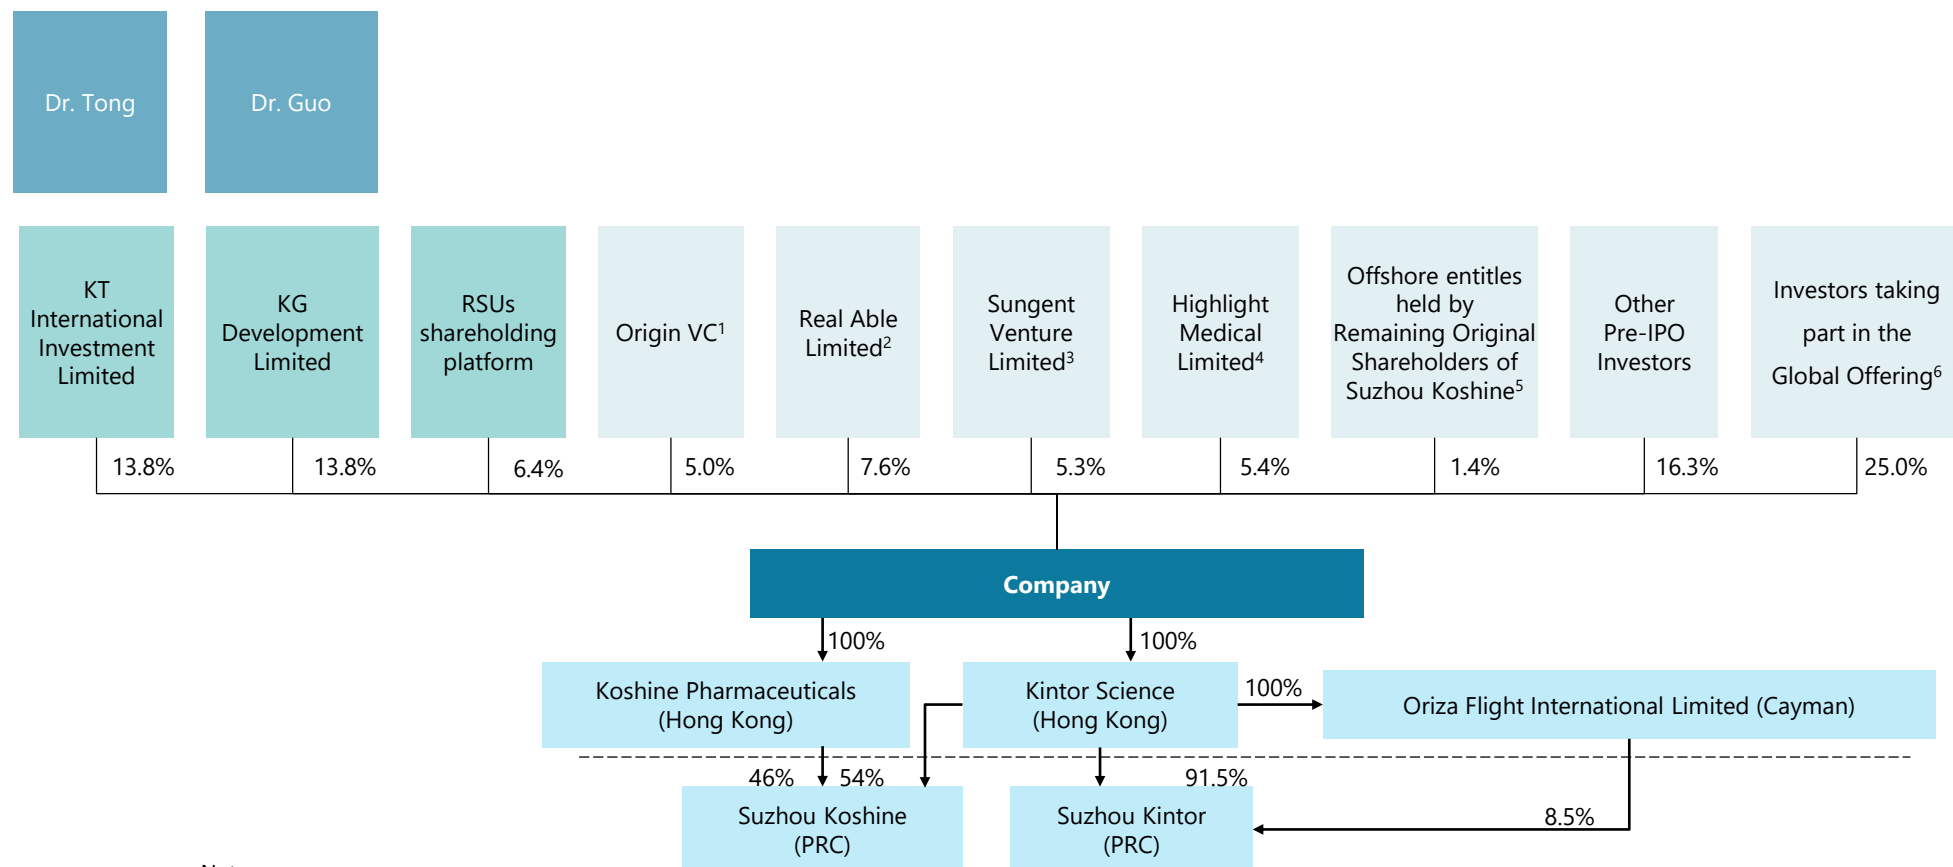 Dr. Tong
Dr. Guo
KT
International
Investment
Limited
KG
Development
Limited
RSUs
shareholding
platform
Origin VC1
Real Able
Limited2
Sungent
Venture
Limited3
Highlight
Medical
Limited4
Offshore entitles
held by
Remaining Original
Shareholders of
Suzhou Koshine5
Other
Pre-IPO
Investors
Investors taking
part in the
Global Offering6
13.8%
13.8%
6.4%
5.0%
7.6%
5.3%
5.4%
1.4%
16.3%
25.0%
Company
100%
100%
Koshine Pharmaceuticals
(Hong Kong)
Kintor Science
(Hong Kong)
100%
Oriza Flight International Limited (Cayman)
46%
54%
91.5%
8.5%
Suzhou Koshine
(PRC)
Suzhou Kintor
(PRC)